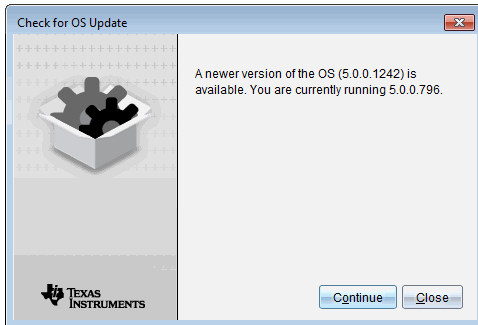 Check for OS Update
A newer version of the OS (5.0.0.1242) is
available. You are currently running 5.0.0.796.
TEXAS
INSTRUMENTS
Continue
Close